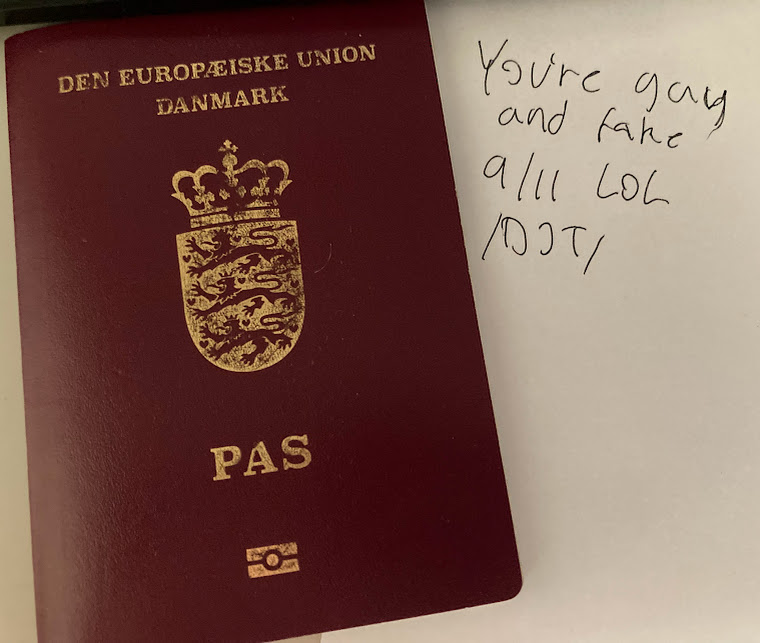 DEN EUROPÆISKE UNION
DANMARK
PAS
You're gay
and fake
9/11 LOL
/DJT/